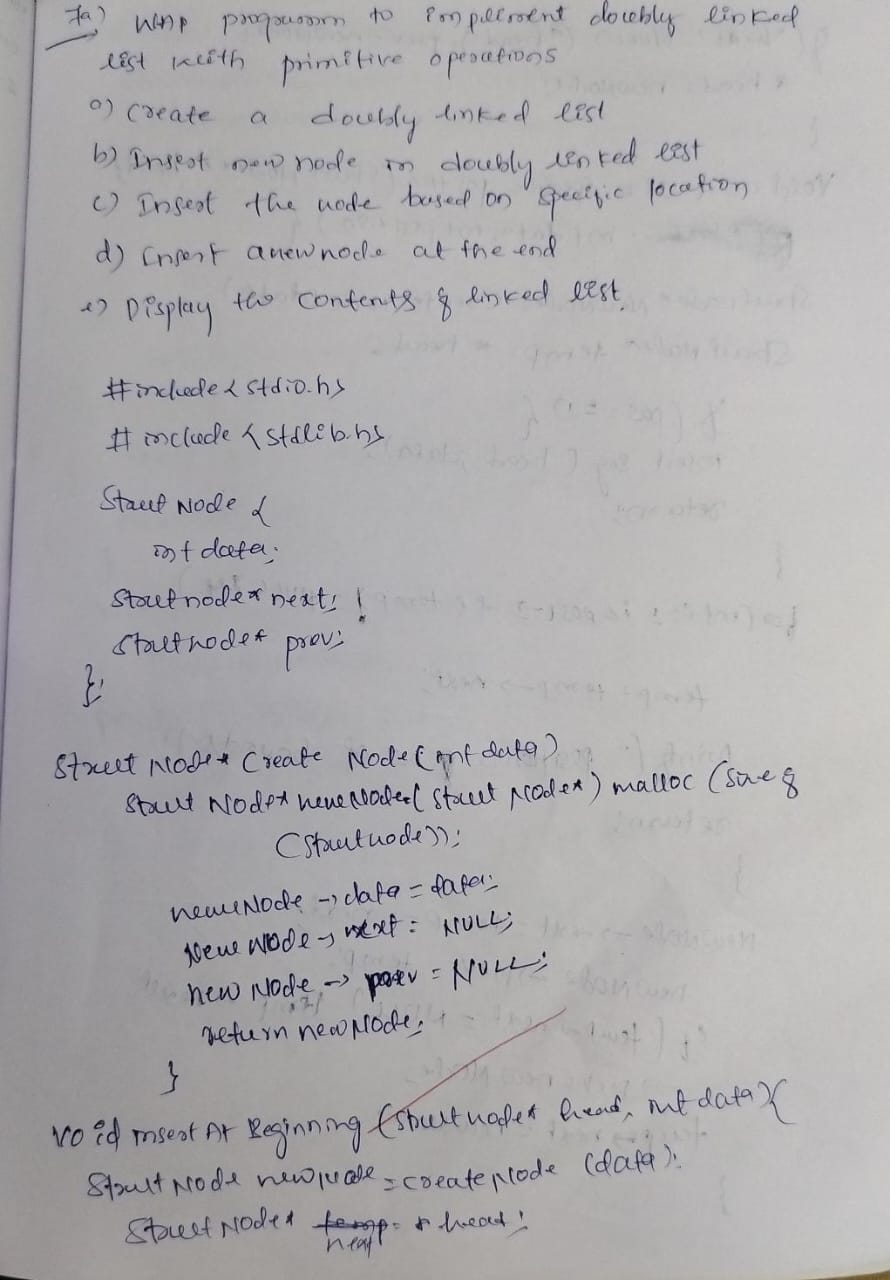 7a) WAP program to implement doubly linked
list with primitive operations
a) Create a doubly linked list
b) Insert new node in doubly linked list
c) Insert the node based on specific location
d) Insert a new node at the end
e) Display the contents of linked list.
#include <stdio.h>
#include <stdlib.h>
Struct Node {
int data;
struct node* next;
struct node* prev;
};
struct Node* Create Node (int data)
struct Node* newNode = (struct Node*) malloc (size of
(struct node));
newNode -> data = data;
New Node -> next = NULL;
new Node -> prev = NULL;
return newNode;
}
void insert At Beginning (struct node* head, int data) {
Struct Node newnode = create Node (data);
Struct Node* = * head;